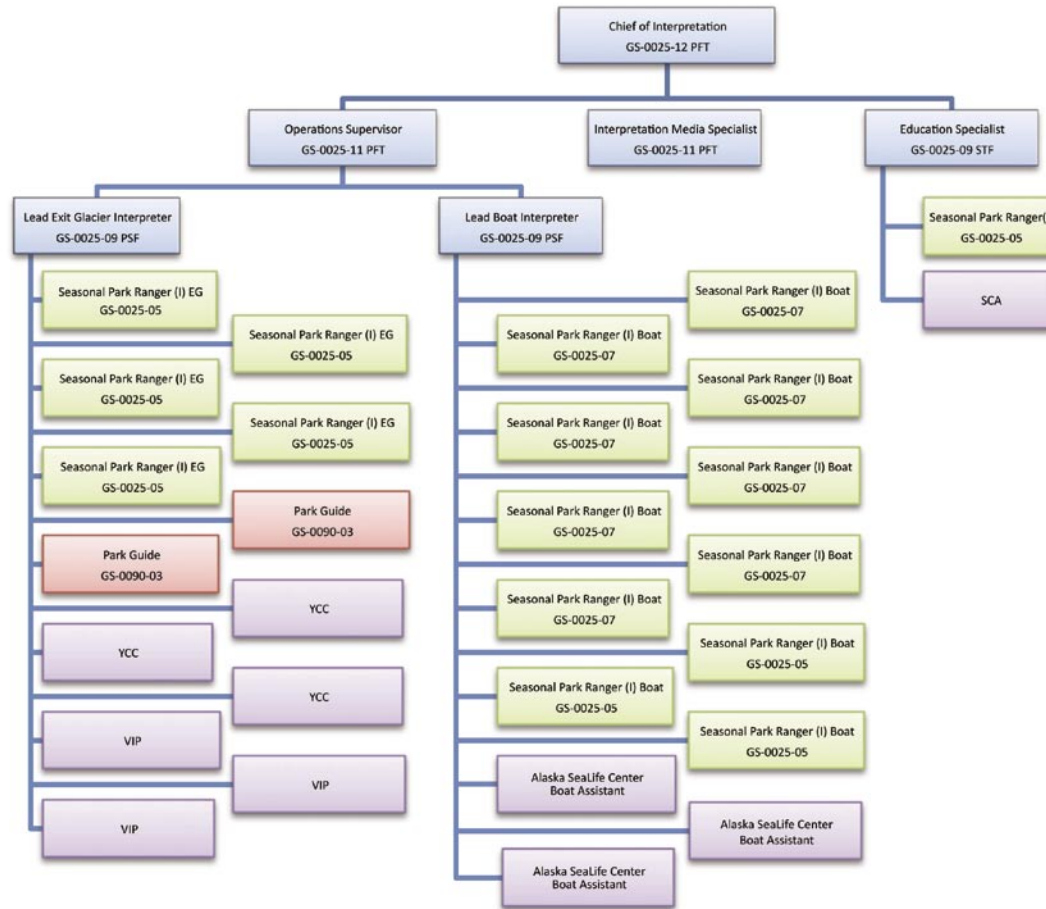 Chief of Interpretation
GS-0025-12 PFT
Operations Supervisor
GS-0025-11 PFT
Interpretation Media Specialist
GS-0025-11 PFT
Education Specialist
GS-0025-09 STF
Lead Exit Glacier Interpreter
GS-0025-09 PSF
Seasonal Park Ranger (I) EG
GS-0025-05
Seasonal Park Ranger (I) EG
GS-0025-05
Seasonal Park Ranger (I) EG
GS-0025-05
Seasonal Park Ranger (I) EG
GS-0025-05
Seasonal Park Ranger (I) EG
GS-0025-05
Park Guide
GS-0090-03
Park Guide
GS-0090-03
YCC
YCC
YCC
VIP
VIP
VIP
Lead Boat Interpreter
GS-0025-09 PSF
Seasonal Park Ranger (I) Boat
GS-0025-07
Seasonal Park Ranger (I) Boat
GS-0025-07
Seasonal Park Ranger (I) Boat
GS-0025-07
Seasonal Park Ranger (I) Boat
GS-0025-07
Seasonal Park Ranger (I) Boat
GS-0025-07
Seasonal Park Ranger (I) Boat
GS-0025-07
Seasonal Park Ranger (I) Boat
GS-0025-07
Seasonal Park Ranger (I) Boat
GS-0025-07
Seasonal Park Ranger (I) Boat
GS-0025-05
Seasonal Park Ranger (I) Boat
GS-0025-05
Seasonal Park Ranger (I) Boat
GS-0025-05
Alaska SeaLife Center
Boat Assistant
Alaska SeaLife Center
Boat Assistant
Alaska SeaLife Center
Boat Assistant
Seasonal Park Ranger(
GS-0025-05
SCA